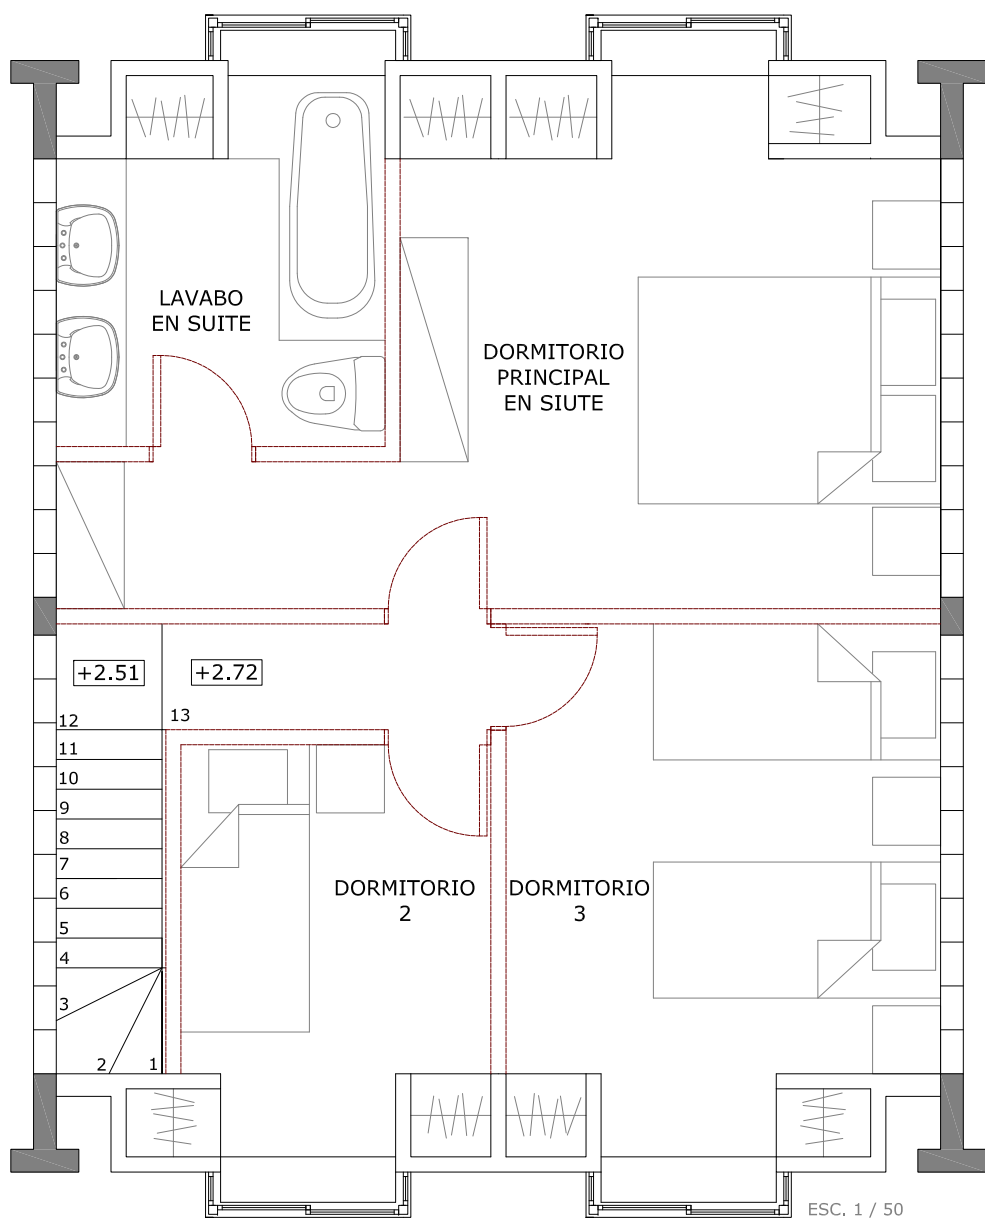 LAVABO
EN SUITE
DORMITORIO
PRINCIPAL
EN SIUTE
+2.51
+2.72
12
13
11
10
9
8
7
6
5
4
3
2
1
DORMITORIO
2
DORMITORIO
3
ESC. 1 / 50